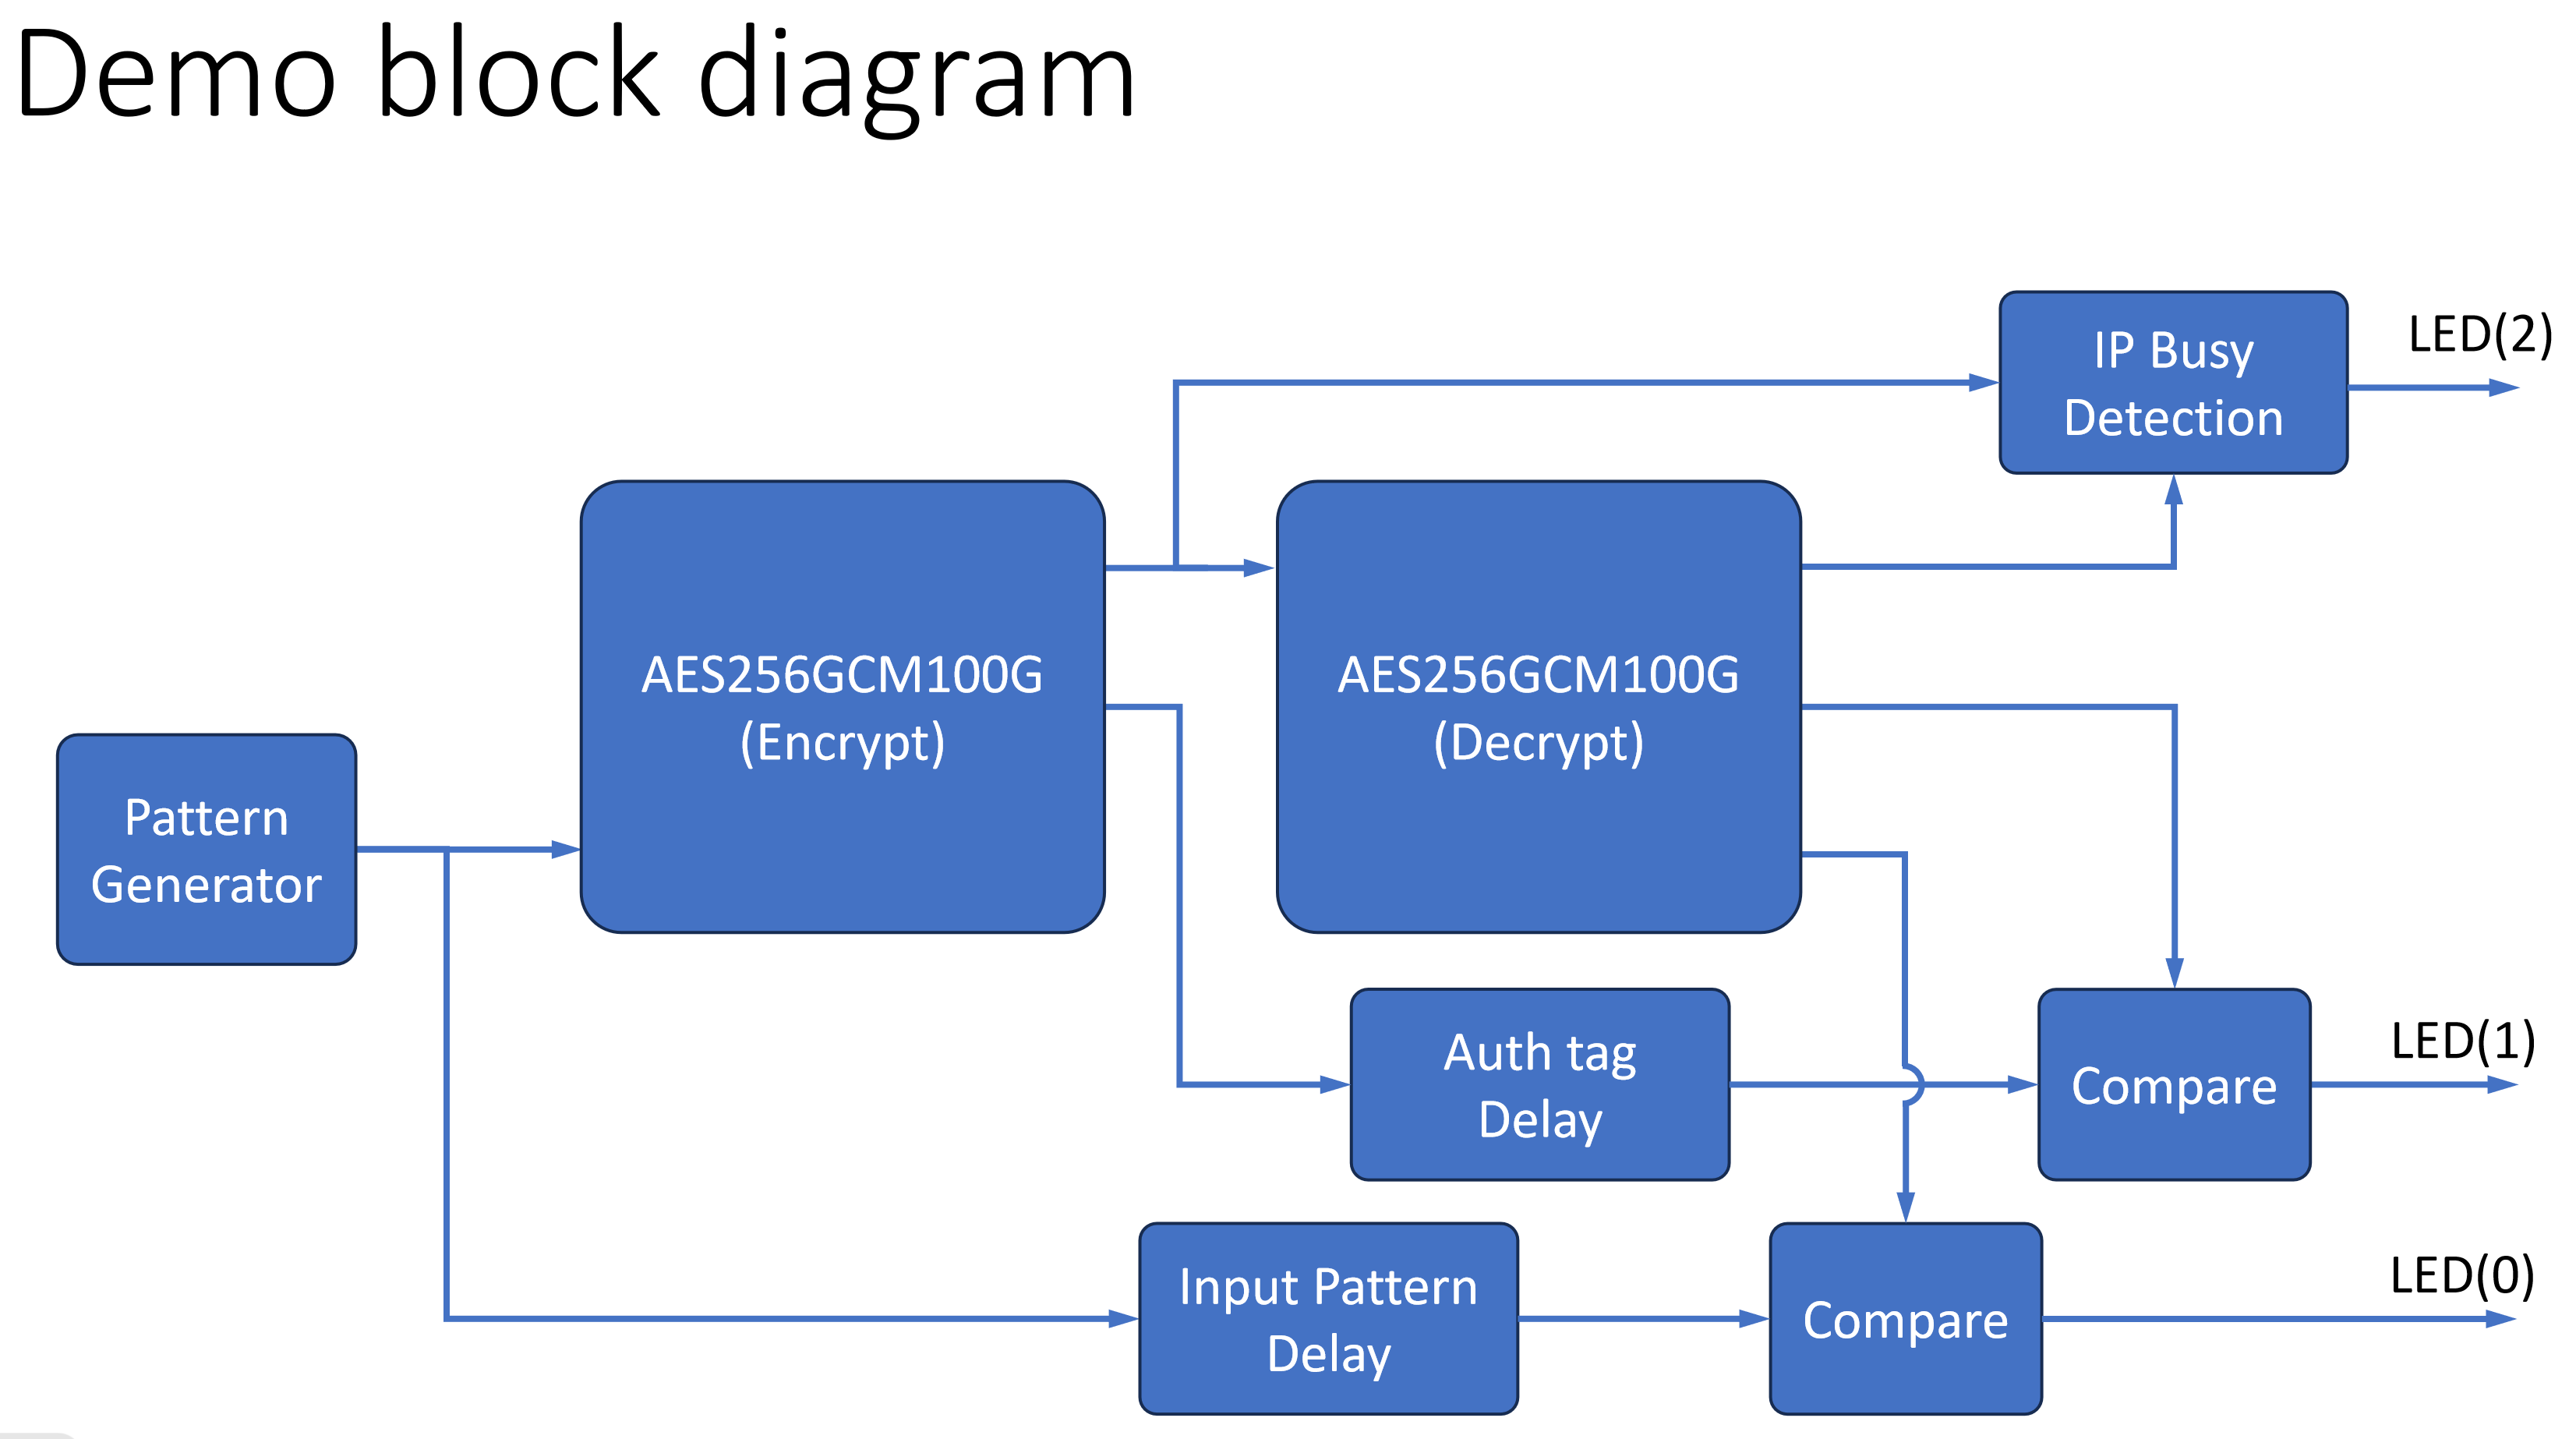 Demo block diagram
IP Busy
Detection
LED(2)
AES256GCM100G
(Encrypt)
AES256GCM100G
(Decrypt)
Pattern
Generator
Auth tag
Delay
Compare
LED(1)
Input Pattern
Delay
Compare
LED(0)